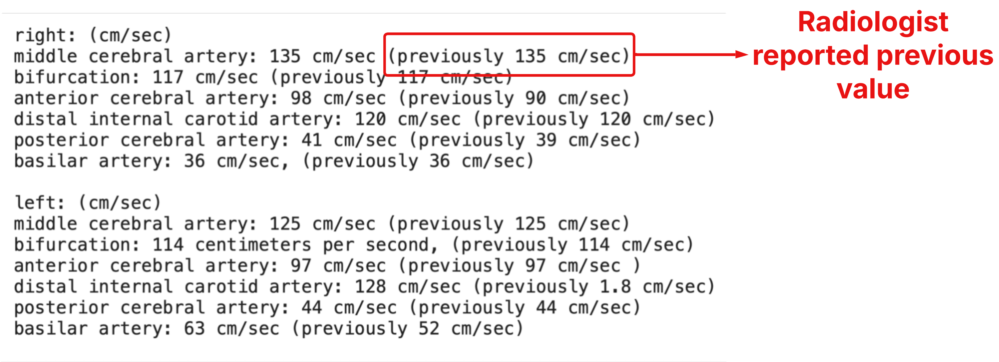 right: (cm/sec)
middle cerebral artery: 135 cm/sec (previously 135 cm/sec)
bifurcation: 117 cm/sec (previously 117 cm/sec)
anterior cerebral artery: 98 cm/sec (previously 90 cm/sec)
distal internal carotid artery: 120 cm/sec (previously 120 cm/sec)
posterior cerebral artery: 41 cm/sec (previously 39 cm/sec)
basilar artery: 36 cm/sec, (previously 36 cm/sec)
left: (cm/sec)
middle cerebral artery: 125 cm/sec (previously 125 cm/sec)
bifurcation: 114 centimeters per second, (previously 114 cm/sec)
anterior cerebral artery: 97 cm/sec (previously 97 cm/sec )
distal internal carotid artery: 128 cm/sec (previously 1.8 cm/sec)
posterior cerebral artery: 44 cm/sec (previously 44 cm/sec)
basilar artery: 63 cm/sec (previously 52 cm/sec)
Radiologist
reported previous
value